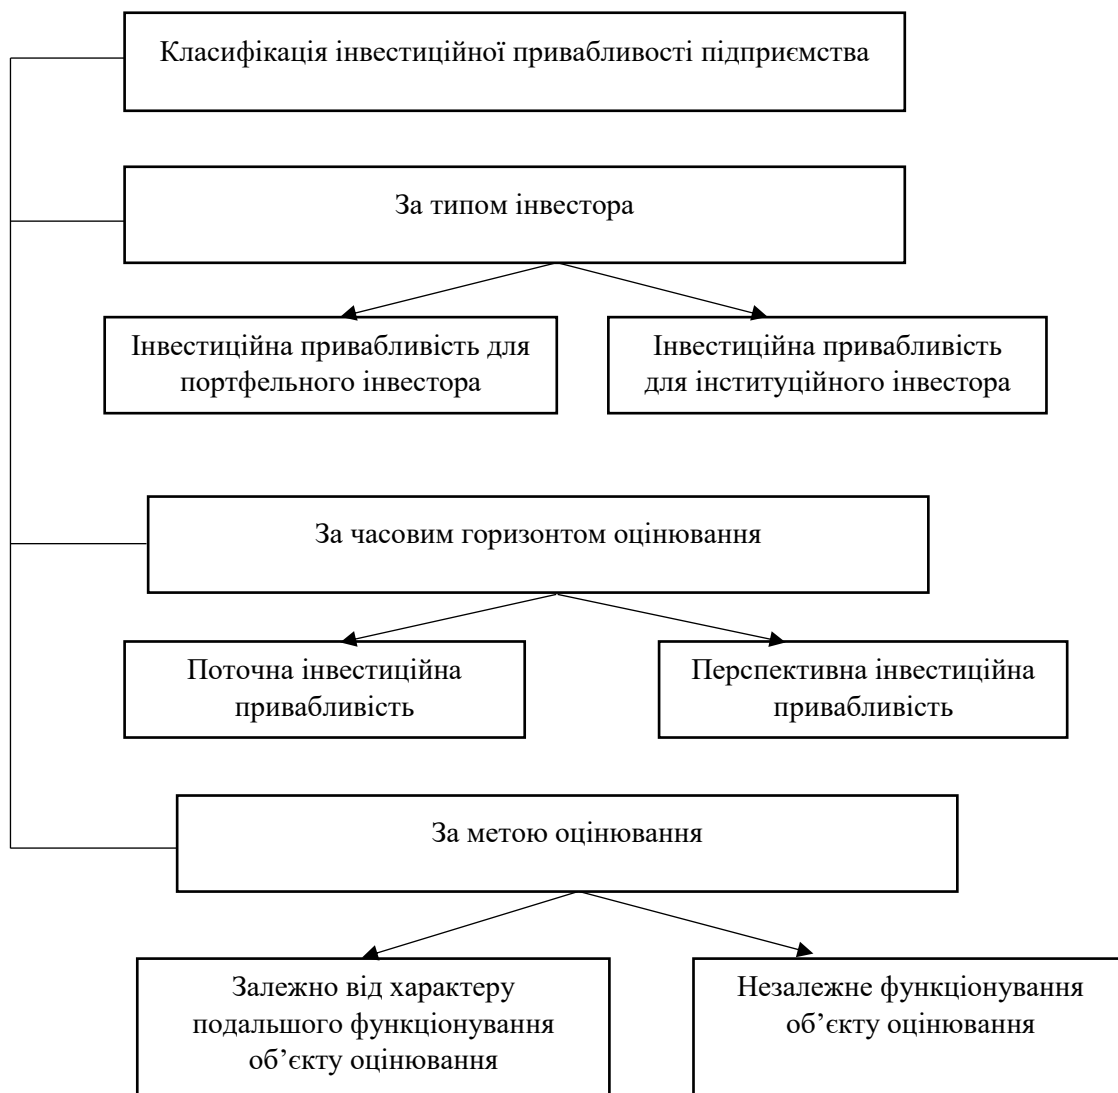 Класифікація інвестиційної привабливості підприємства
За типом інвестора
Інвестиційна привабливість для
портфельного інвестора
Інвестиційна привабливість
для інституційного інвестора
За часовим горизонтом оцінювання
Поточна інвестиційна
привабливість
Перспективна інвестиційна
привабливість
За метою оцінювання
Залежно від характеру
подальшого функціонування
об’єкту оцінювання
Незалежне функціонування
об’єкту оцінювання